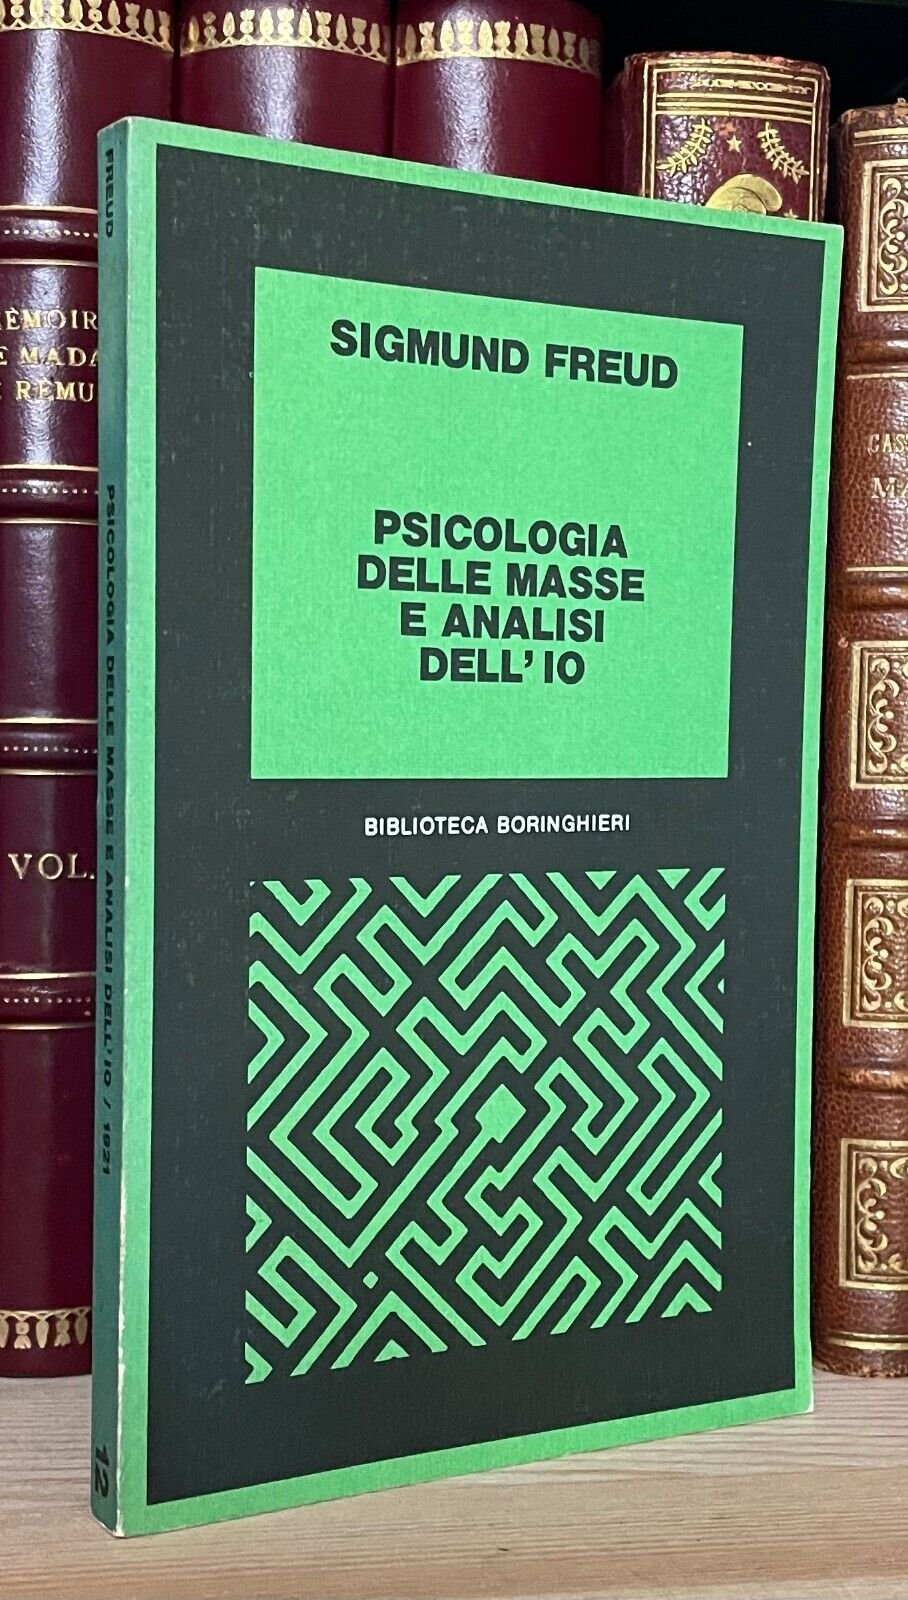 SIGMUND FREUD
PSICOLOGIA
DELLE MASSE
E ANALISI
DELL' IO
BIBLIOTECA BORINGHIERI
FREUD
PSICOLOGIA DELLE MASSE E ANALISI DELL'IO / 1921
12
VOL.